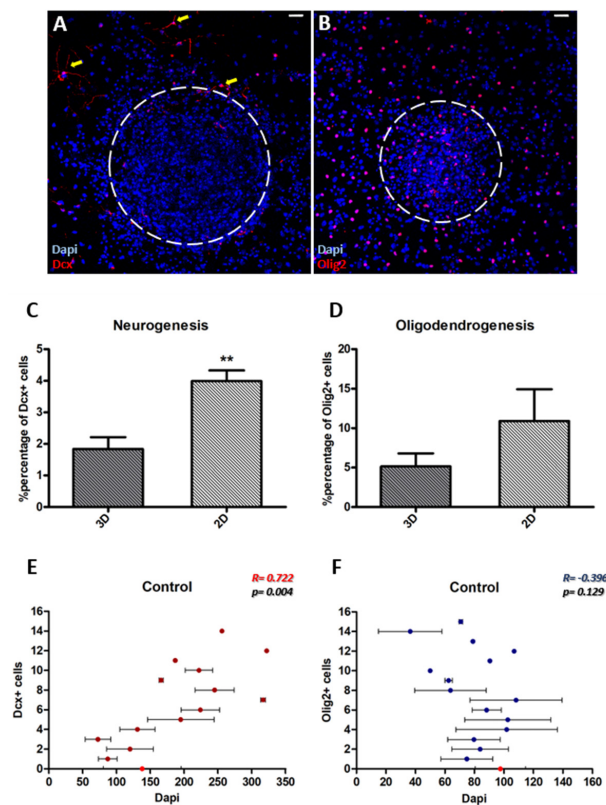 A
B
Dapi
Dcx
Dapi
Olig2
C
Neurogenesis
%percentage of Dcx+ cells
5
4
3
2
1
0
**
3D
2D
D
Oligodendrogenesis
%percentage of Olig2+ cells
20
15
10
5
0
3D
2D
E
Control
R= 0.722
p= 0.004
Dcx+ cells
16
14
12
10
8
6
4
2
0
0 50 100 150 200 250 300 350
Dapi
F
Control
R= -0.396
p= 0.129
Olig2+ cells
16
14
12
10
8
6
4
2
0
0 20 40 60 80 100 120 140 160
Dapi